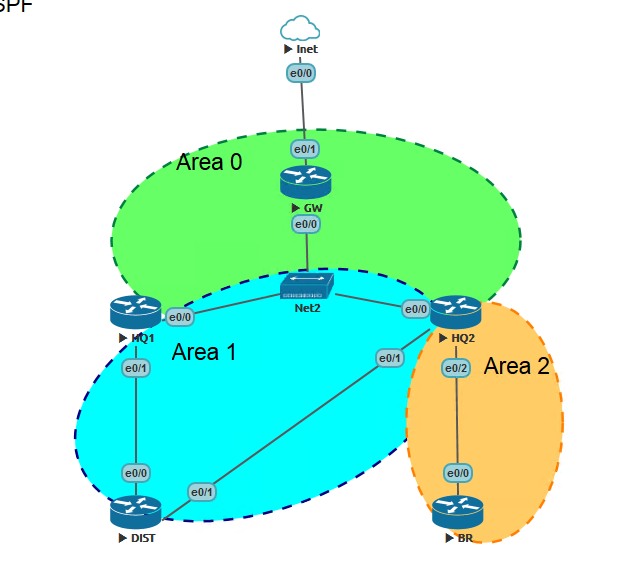 SPF
Inet
e0/0
e0/1
Area 0
GW
e0/0
Net2
e0/0
e0/0
HQ1
HQ2
Area 1
e0/1
e0/1
e0/2
Area 2
e0/0
e0/1
e0/0
DIST
BR